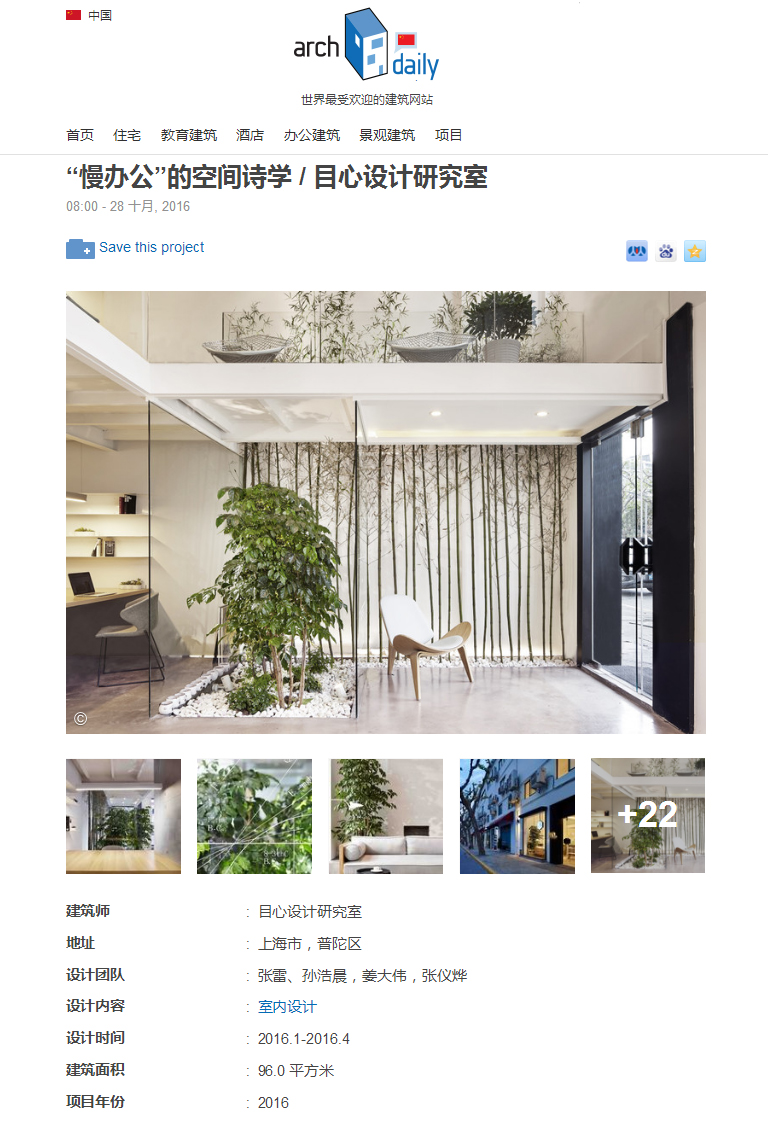 中国
arch
daily
世界最受欢迎的建筑网站
首页 住宅 教育建筑 酒店 办公建筑 景观建筑 项目
“慢办公”的空间诗学 / 目心设计研究室
08:00 - 28 十月, 2016
Save this project
©
+22
建筑师 : 目心设计研究室
地址 : 上海市，普陀区
设计团队 : 张雷、孙浩晨，姜大伟，张仪烨
设计内容 : 室内设计
设计时间 : 2016.1-2016.4
建筑面积 : 96.0 平方米
项目年份 : 2016